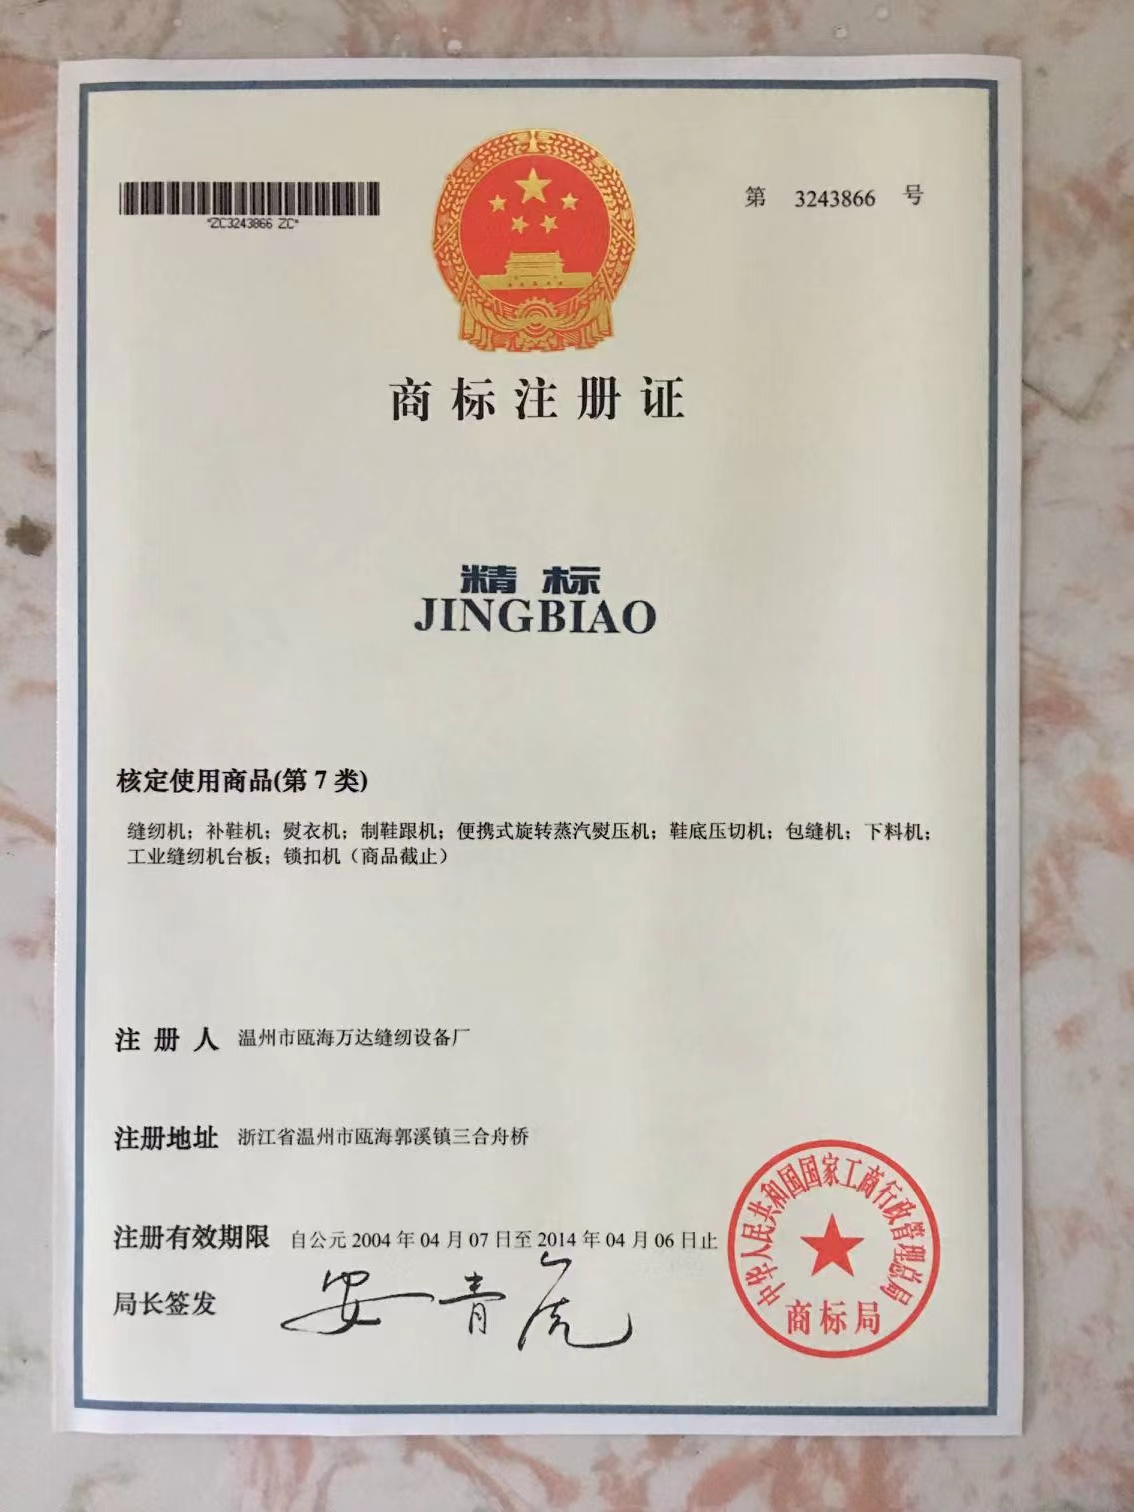 *ZC3243866 ZC*
第 3243866 号
商标注册证
精 标
JINGBIAO
核定使用商品(第 7 类)
缝纫机；补鞋机；熨衣机；制鞋跟机；便携式旋转蒸汽熨压机；鞋底压切机；包缝机；下料机；
工业缝纫机台板；锁扣机（商品截止）
注 册 人 温州市瓯海万达缝纫设备厂
注册地址 浙江省温州市瓯海郭溪镇三合舟桥
注册有效期限 自公元 2004 年 04 月 07 日至 2014 年 04 月 06 日止
局长签发 安青虎
中华人民共和国国家工商行政管理总局
商标局